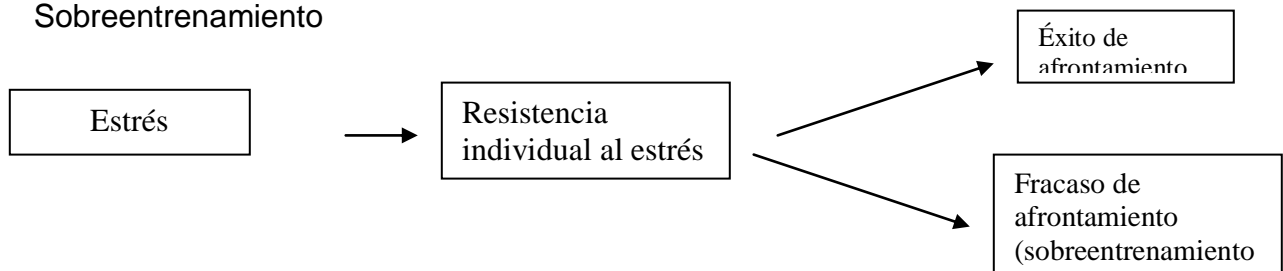 Sobreentrenamiento
Estrés
Resistencia
individual al estrés
Éxito de
afrontamiento
Fracaso de
afrontamiento
(sobreentrenamiento